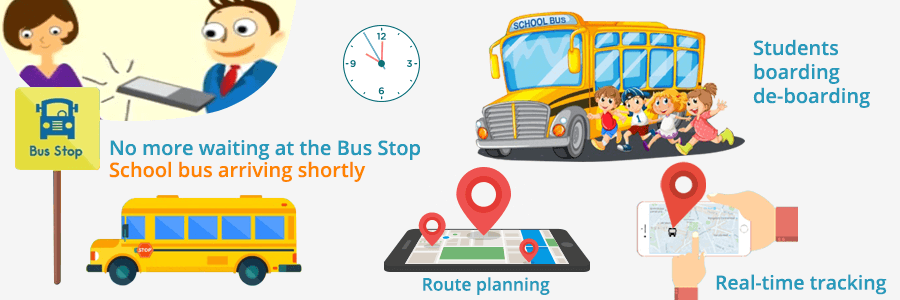 SCHOOL BUS
12
3
6
9
Students
boarding
de-boarding
Bus Stop
No more waiting at the Bus Stop
School bus arriving shortly
STOP
Route planning
Real-time tracking